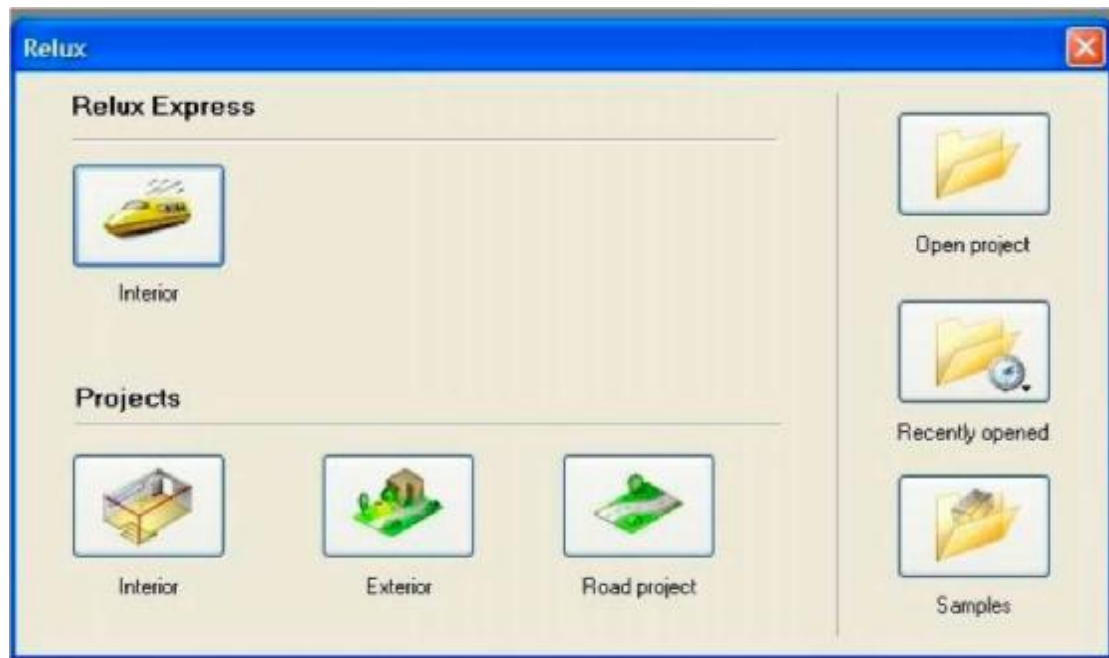 Relux
Relux Express
Interior
Projects
Interior Exterior Road project
Open project
Recently opened
Samples